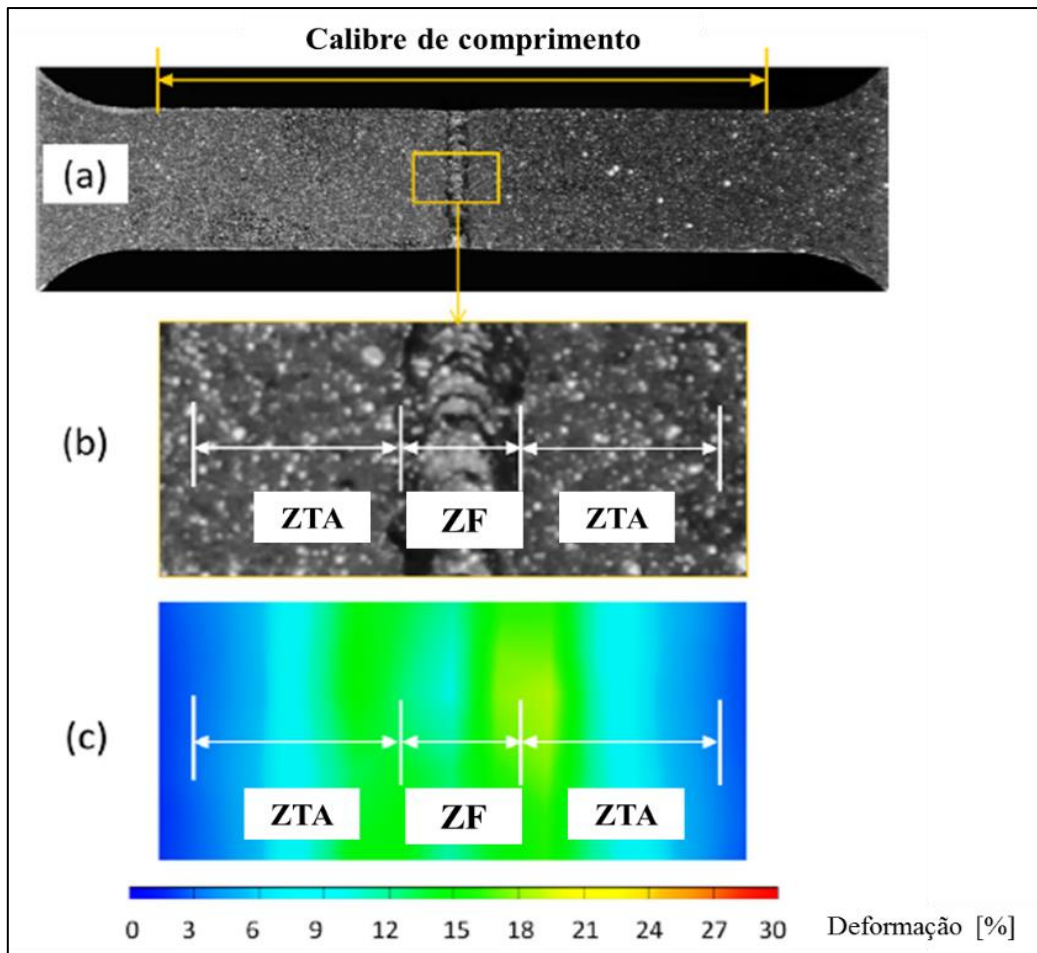 Calibre de comprimento
(a)
(b)
ZTA ZF ZTA
(c)
ZTA ZF ZTA
0 3 6 9 12 15 18 21 24 27 30 Deformação [%]